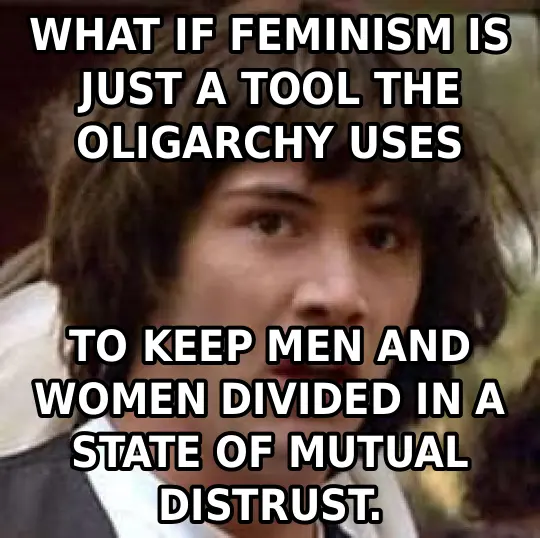 WHAT IF FEMINISM IS
JUST A TOOL THE
OLIGARCHY USES
TO KEEP MEN AND
WOMEN DIVIDED IN A
STATE OF MUTUAL
DISTRUST.